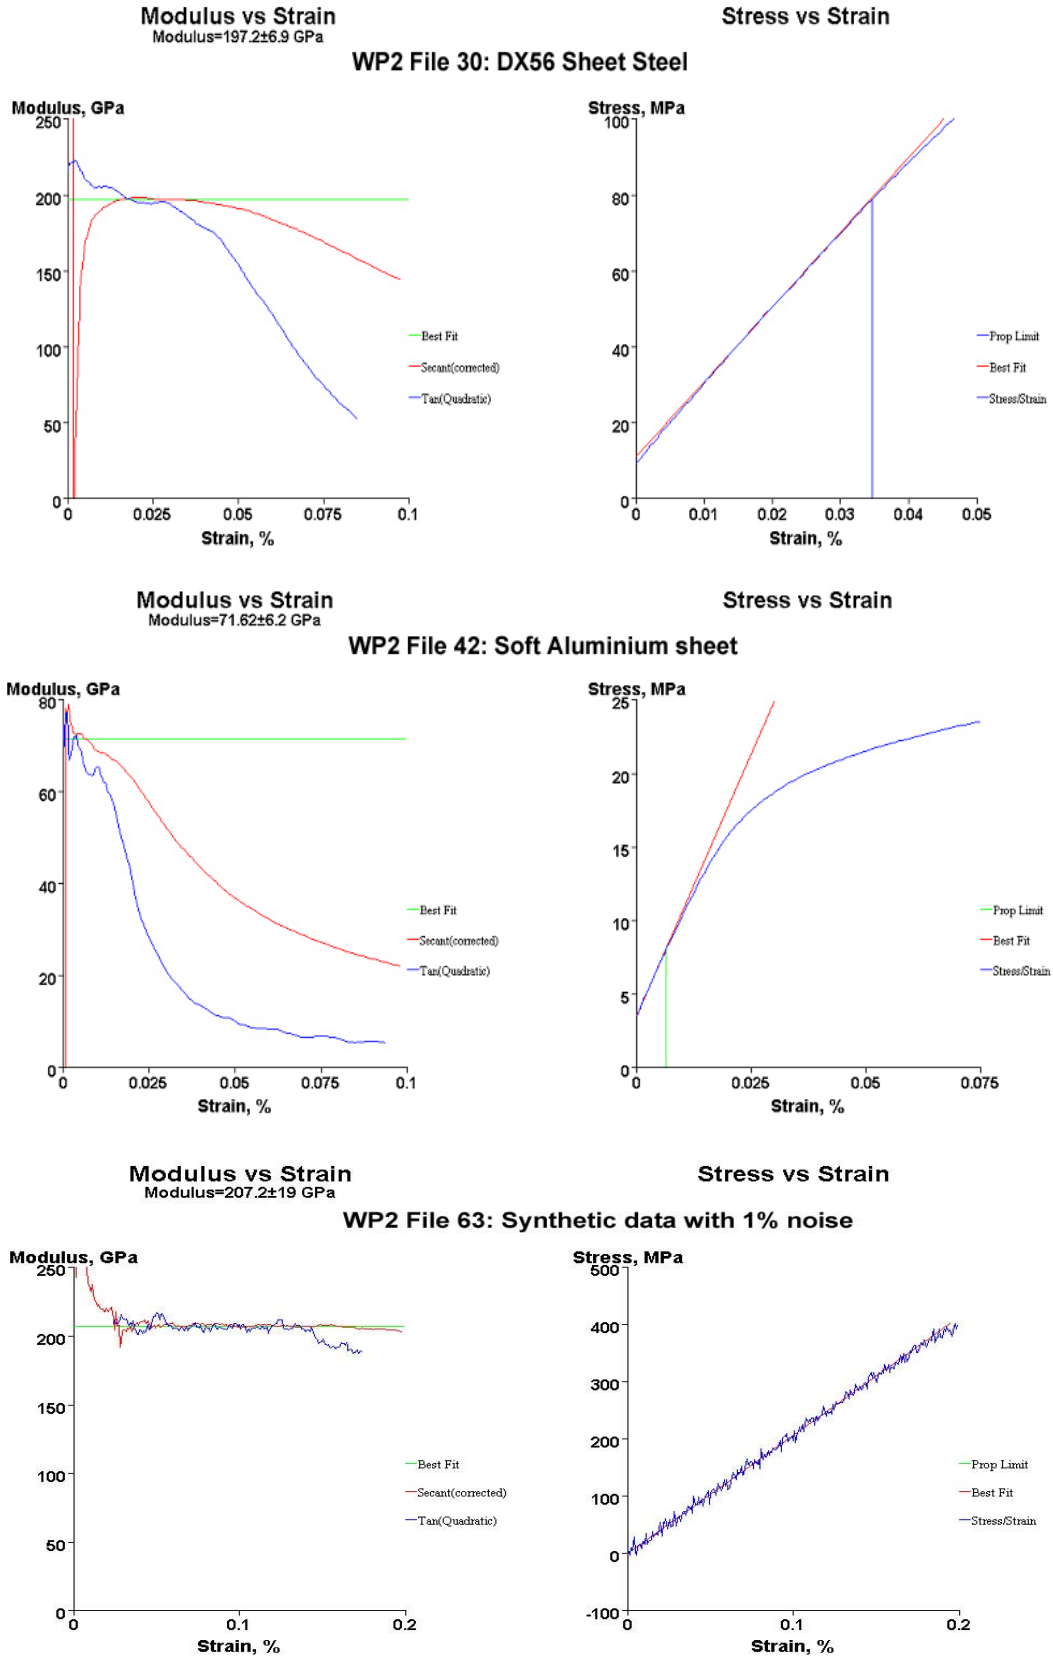 Modulus vs Strain
Modulus=197.2±6.9 GPa
Stress vs Strain
WP2 File 30: DX56 Sheet Steel
Modulus, GPa
250
200
150
100
50
0
0 0.025 0.05 0.075 0.1
Strain, %
Best Fit
Secant(corrected)
Tan(Quadratic)
Stress, MPa
100
80
60
40
20
0
0 0.01 0.02 0.03 0.04 0.05
Strain, %
Prop Limit
Best Fit
Stress/Strain
Modulus vs Strain
Modulus=71.62±6.2 GPa
Stress vs Strain
WP2 File 42: Soft Aluminium sheet
Modulus, GPa
80
60
40
20
0
0 0.025 0.05 0.075 0.1
Strain, %
Best Fit
Secant(corrected)
Tan(Quadratic)
Stress, MPa
25
20
15
10
5
0
0 0.025 0.05 0.075
Strain, %
Prop Limit
Best Fit
Stress/Strain
Modulus vs Strain
Modulus=207.2±19 GPa
Stress vs Strain
WP2 File 63: Synthetic data with 1% noise
Modulus, GPa
250
200
150
100
50
0
0 0.1 0.2
Strain, %
Best Fit
Secant(corrected)
Tan(Quadratic)
Stress, MPa
500
400
300
200
100
0
-100
0 0.1 0.2
Strain, %
Prop Limit
Best Fit
Stress/Strain